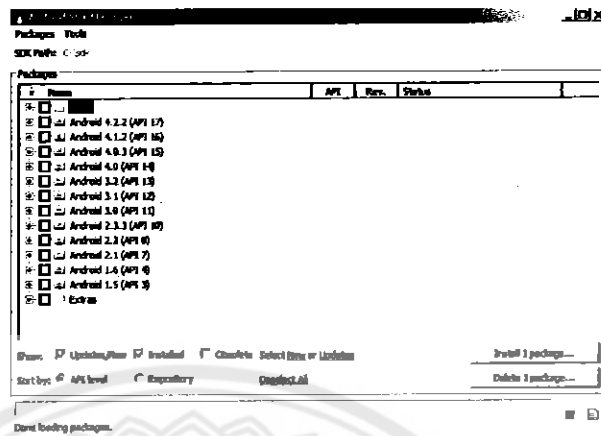 Packages Tools
SDK Path: C:\sdk
Packages
Name API Rev. Status
Android 4.2.2 (API 17)
Android 4.1.2 (API 16)
Android 4.0.3 (API 15)
Android 4.0 (API 14)
Android 3.2 (API 13)
Android 3.1 (API 12)
Android 3.0 (API 11)
Android 2.3.3 (API 10)
Android 2.2 (API 8)
Android 2.1 (API 7)
Android 1.6 (API 4)
Android 1.5 (API 3)
Extras
Show: Updates/New Installed Obsolete Select New or Updates Install 1 package...
Sort by: API level Repository Deselect All Delete 1 package...
Done loading packages.